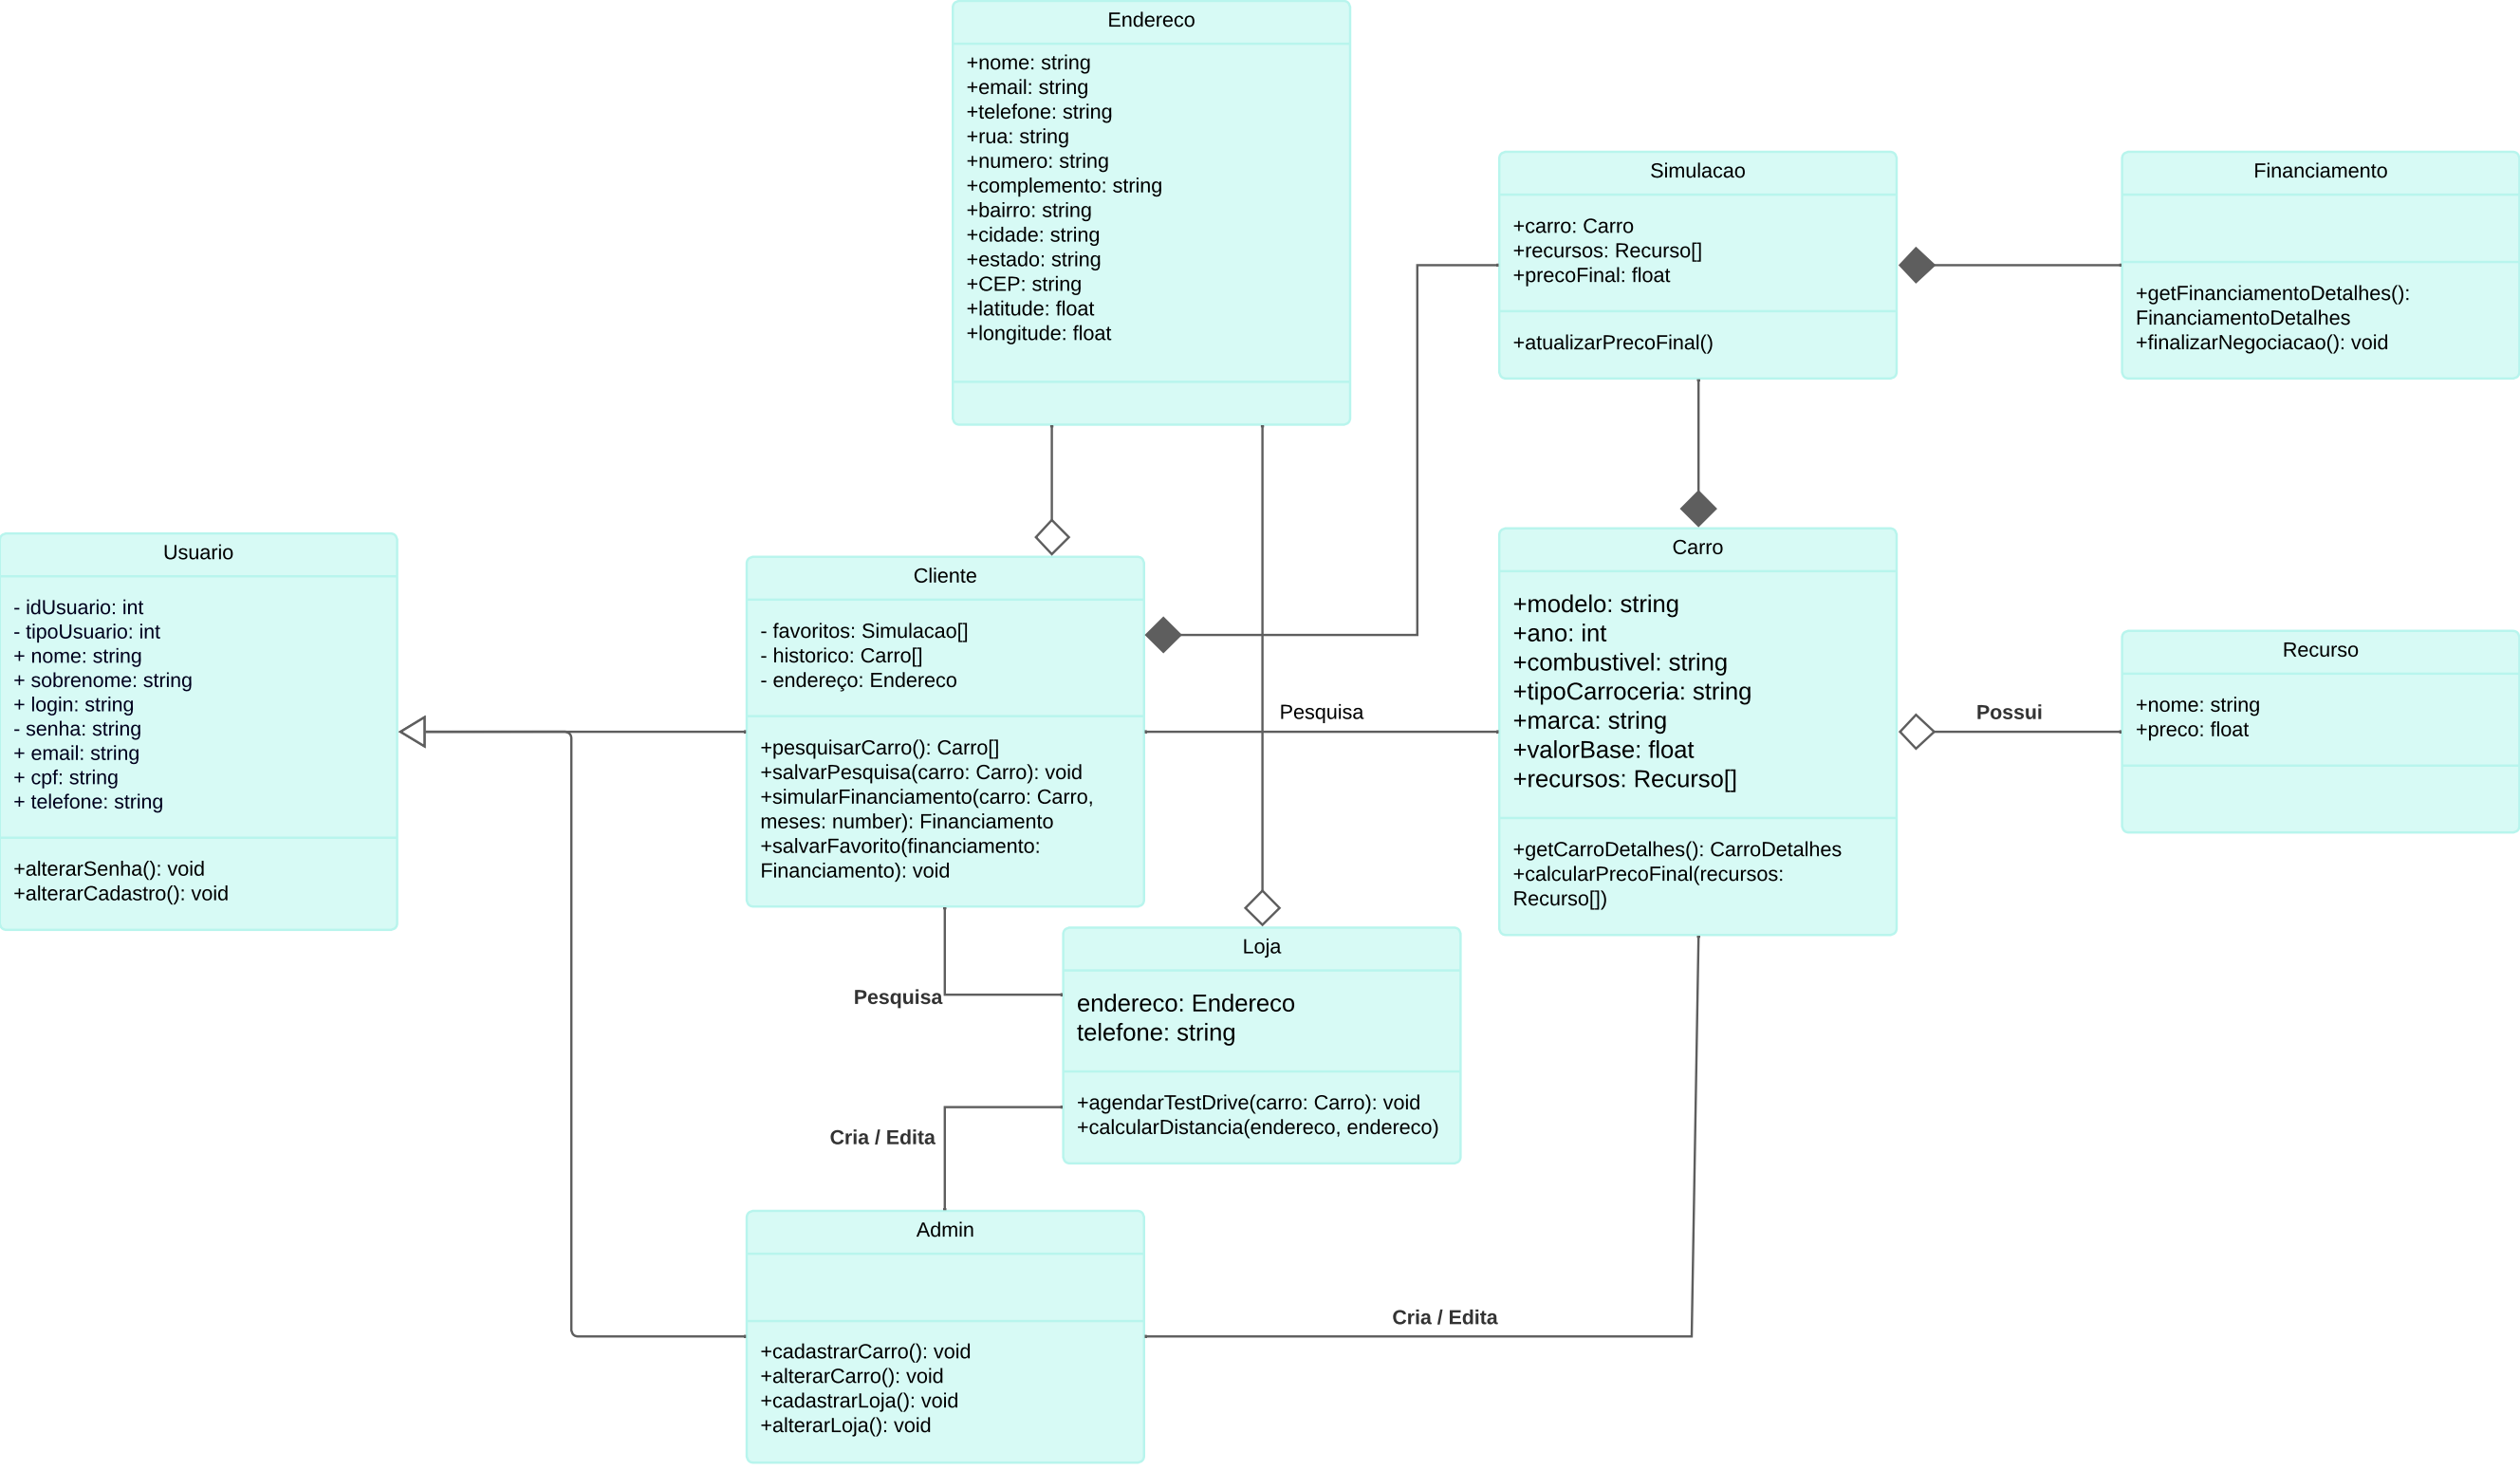 Endereco
+nome: string
+email: string
+telefone: string
+rua: string
+numero: string
+complemento: string
+bairro: string
+cidade: string
+estado: string
+CEP: string
+latitude: float
+longitude: float
Simulacao
+carro: Carro
+recursos: Recurso[]
+precoFinal: float
+atualizarPrecoFinal()
Financiamento
+getFinanciamentoDetalhes():
FinanciamentoDetalhes
+finalizarNegociacao(): void
Usuario
- idUsuario: int
- tipoUsuario: int
+ nome: string
+ sobrenome: string
+ login: string
- senha: string
+ email: string
+ cpf: string
+ telefone: string
+alterarSenha(): void
+alterarCadastro(): void
Cliente
- favoritos: Simulacao[]
- historico: Carro[]
- endereço: Endereco
+pesquisarCarro(): Carro[]
+salvarPesquisa(carro: Carro): void
+simularFinanciamento(carro: Carro,
meses: number): Financiamento
+salvarFavorito(financiamento:
Financiamento): void
Pesquisa
Carro
+modelo: string
+ano: int
+combustivel: string
+tipoCarroceria: string
+marca: string
+valorBase: float
+recursos: Recurso[]
+getCarroDetalhes(): CarroDetalhes
+calcularPrecoFinal(recursos:
Recurso[])
Possui
Recurso
+nome: string
+preco: float
Pesquisa
Loja
endereco: Endereco
telefone: string
+agendarTestDrive(carro: Carro): void
+calcularDistancia(endereco, endereco)
Cria / Edita
Admin
+cadastrarCarro(): void
+alterarCarro(): void
+cadastrarLoja(): void
+alterarLoja(): void
Cria / Edita